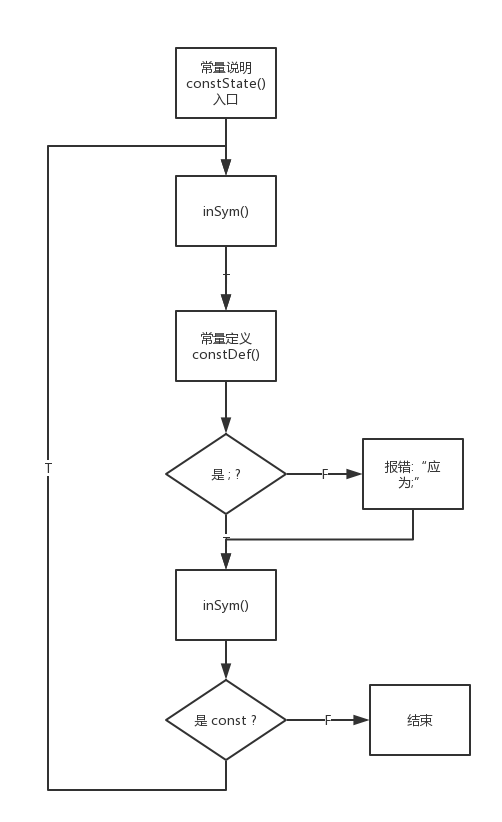 常量说明
constState()
入口
inSym()
T
常量定义
constDef()
是 ; ?
F
报错:“应
为;”
T
inSym()
是 const ?
F
结束
T